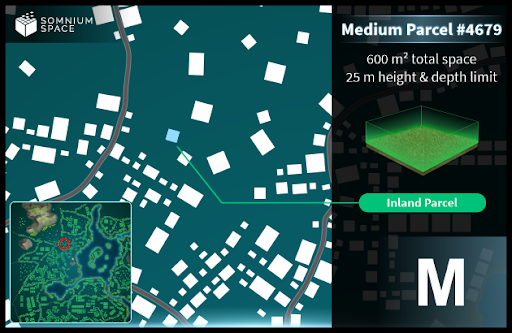 SOMNIUM
SPACE
Medium Parcel #4679
600 m² total space
25 m height & depth limit
Inland Parcel
M